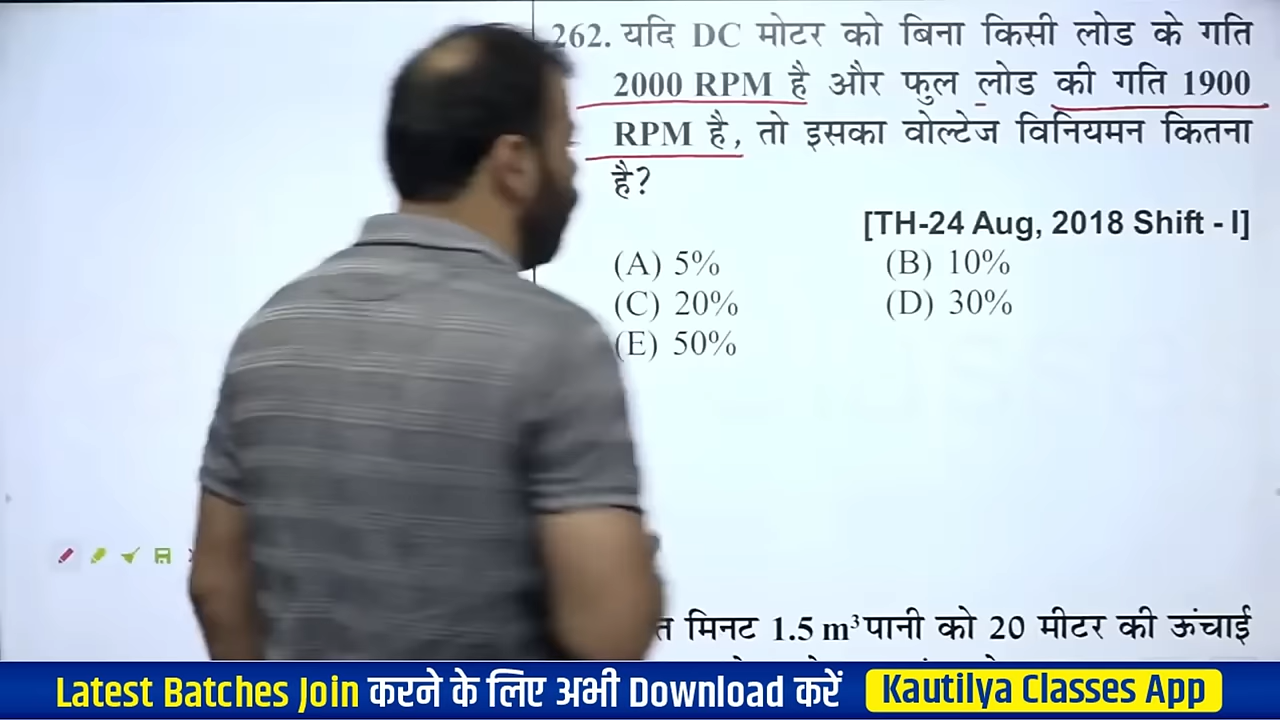 262. यदि DC मोटर को बिना किसी लोड के गति
2000 RPM है और फुल लोड की गति 1900
RPM है, तो इसका वोल्टेज विनियमन कितना
है?
[TH-24 Aug, 2018 Shift - I]
(A) 5%
(B) 10%
(C) 20%
(D) 30%
(E) 50%
मिनट 1.5 m³ पानी को 20 मीटर की ऊंचाई
Latest Batches Join करने के लिए अभी Download करें Kautilya Classes App